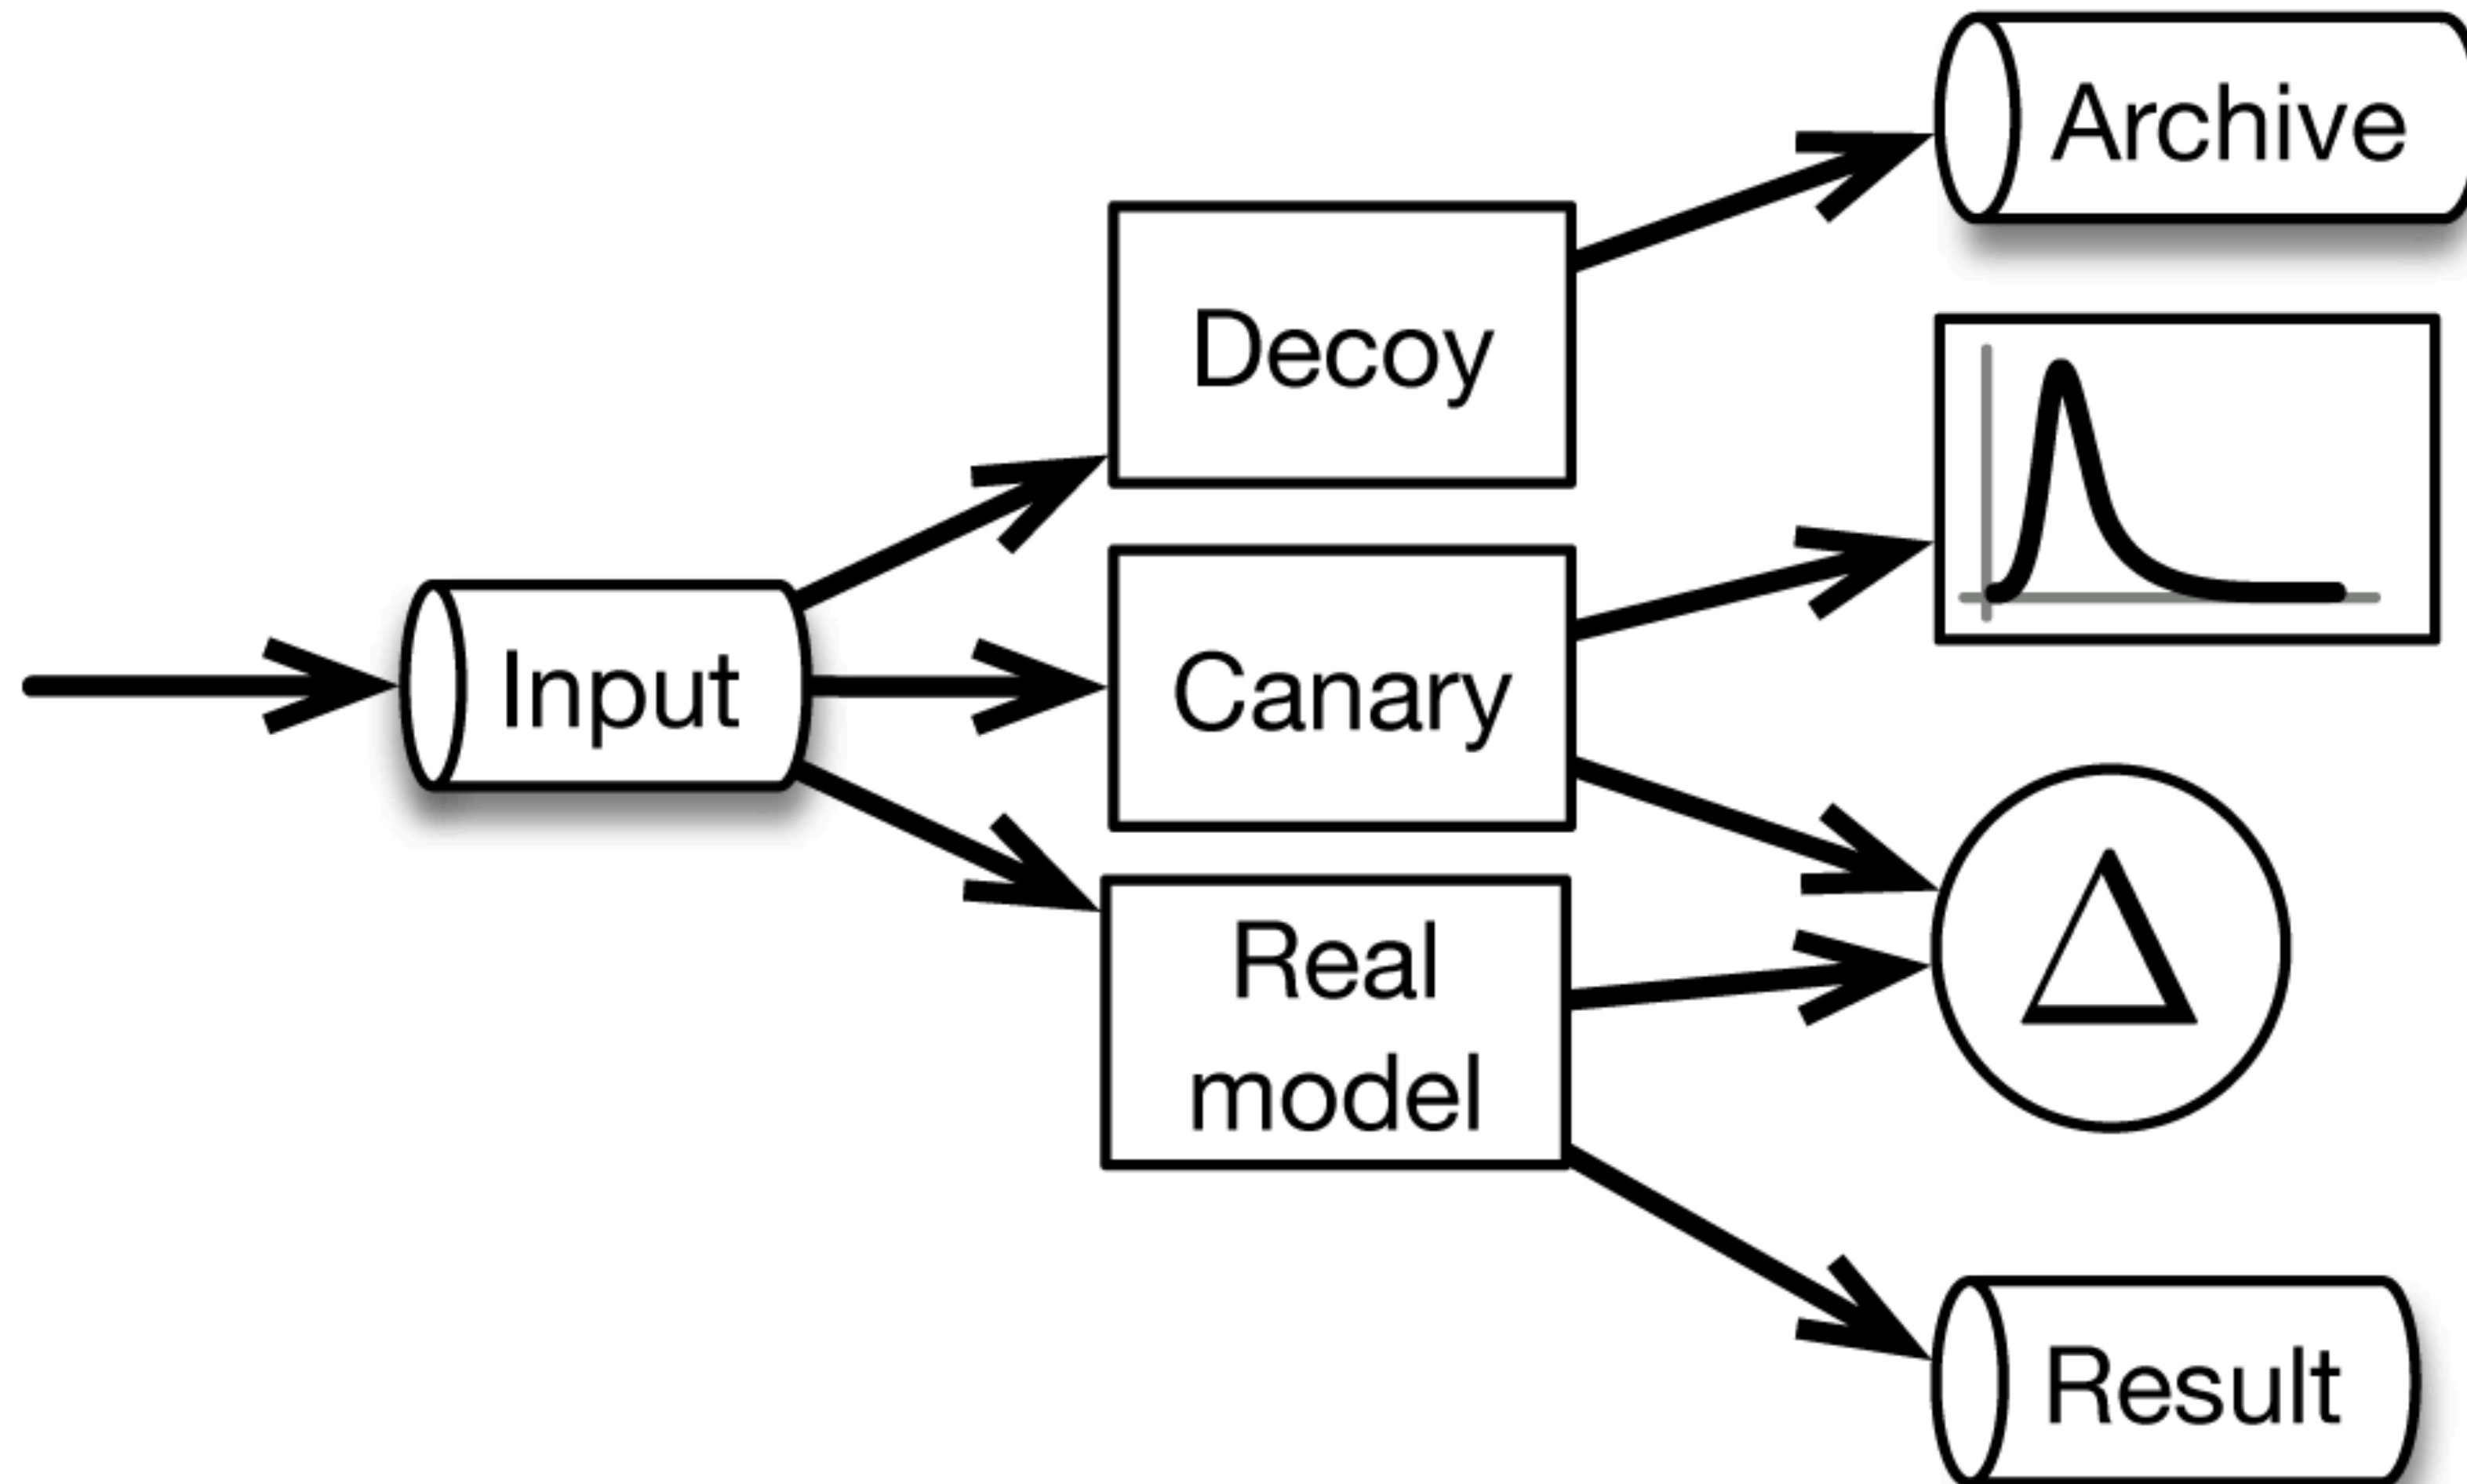 Archive
Decoy
Input
Canary
Real
model
Δ
Result